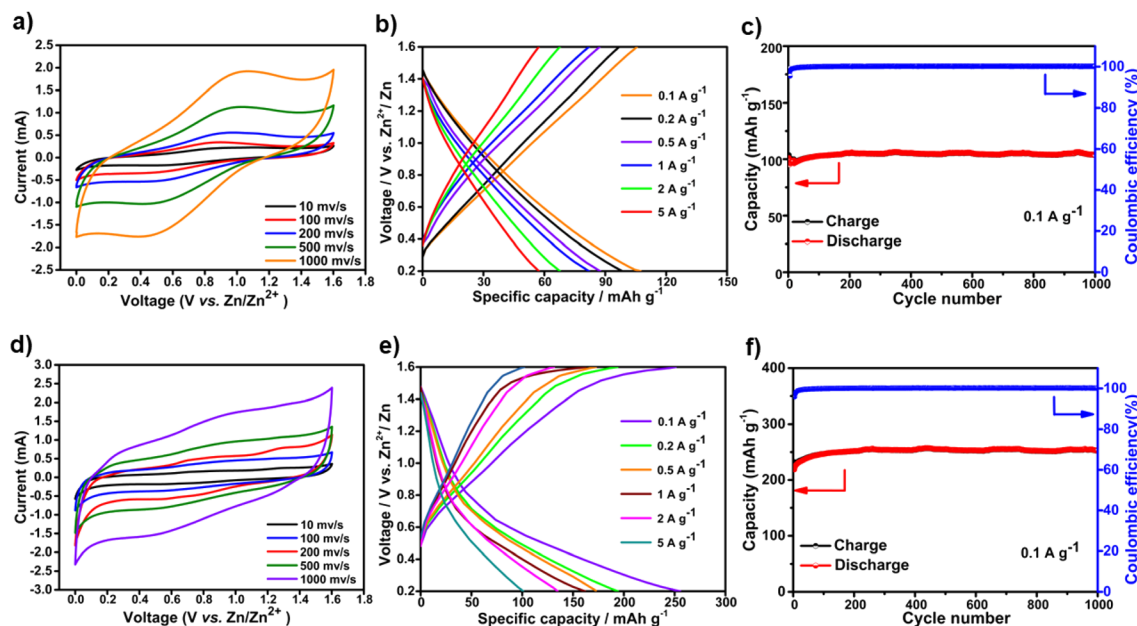 a)
2.5
2.0
1.5
1.0
0.5
0.0
-0.5
-1.0
-1.5
-2.0
-2.5
Current (mA)
10 mv/s
100 mv/s
200 mv/s
500 mv/s
1000 mv/s
0.0 0.2 0.4 0.6 0.8 1.0 1.2 1.4 1.6 1.8
Voltage (V vs. Zn/Zn2+ )
b)
1.6
1.4
1.2
1.0
0.8
0.6
0.4
0.2
Voltage / V vs. Zn2+/ Zn
0.1 A g-1
0.2 A g-1
0.5 A g-1
1 A g-1
2 A g-1
5 A g-1
0 30 60 90 120 150
Specific capacity / mAh g-1
c)
200
175
150
125
100
75
50
25
0
Capacity (mAh g-1)
Charge
Discharge
0.1 A g-1
100
80
60
40
20
0
Coulombic efficiency (%)
0 200 400 600 800 1000
Cycle number
d)
3.0
2.5
2.0
1.5
1.0
0.5
0.0
-0.5
-1.0
-1.5
-2.0
-2.5
-3.0
Current (mA)
10 mv/s
100 mv/s
200 mv/s
500 mv/s
1000 mv/s
0.0 0.2 0.4 0.6 0.8 1.0 1.2 1.4 1.6 1.8
Voltage (V vs. Zn/Zn2+
e)
1.6
1.4
1.2
1.0
0.8
0.6
0.4
0.2
Voltage / V vs. Zn2+/ Zn
0.1 A g-1
0.2 A g-1
0.5 A g-1
1 A g-1
2 A g-1
5 A g-1
0 50 100 150 200 250 300
Specific capacity / mAh g-1
f)
400
350
300
250
200
150
100
50
0
Capacity (mAh g-1)
Charge
Discharge
0.1 A g-1
100
80
60
40
20
0
Coulombic efficiency(%)
0 200 400 600 800 1000
Cycle number